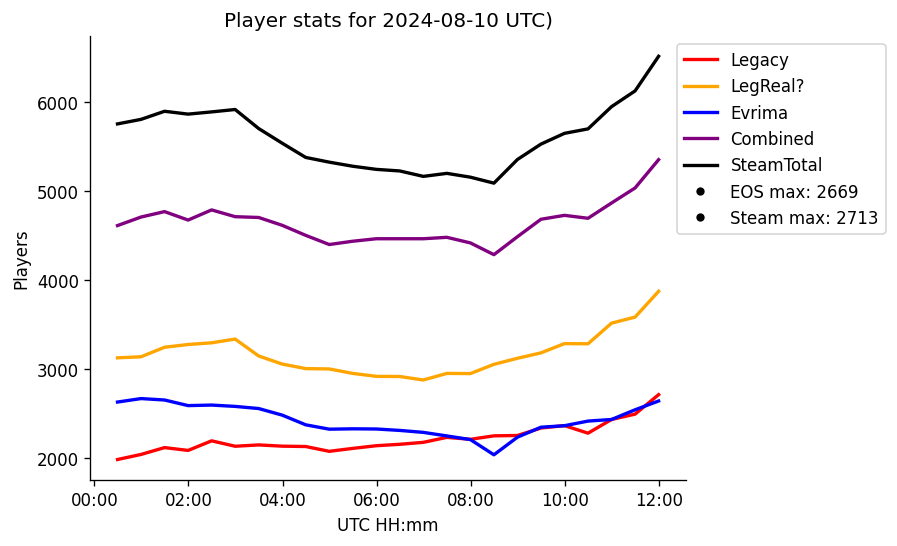 Player stats for 2024-08-10 UTC)
Legacy
LegReal?
Evrima
Combined
SteamTotal
EOS max: 2669
Steam max: 2713
Players
6000
5000
4000
3000
2000
00:00 02:00 04:00 06:00 08:00 10:00 12:00
UTC HH:mm